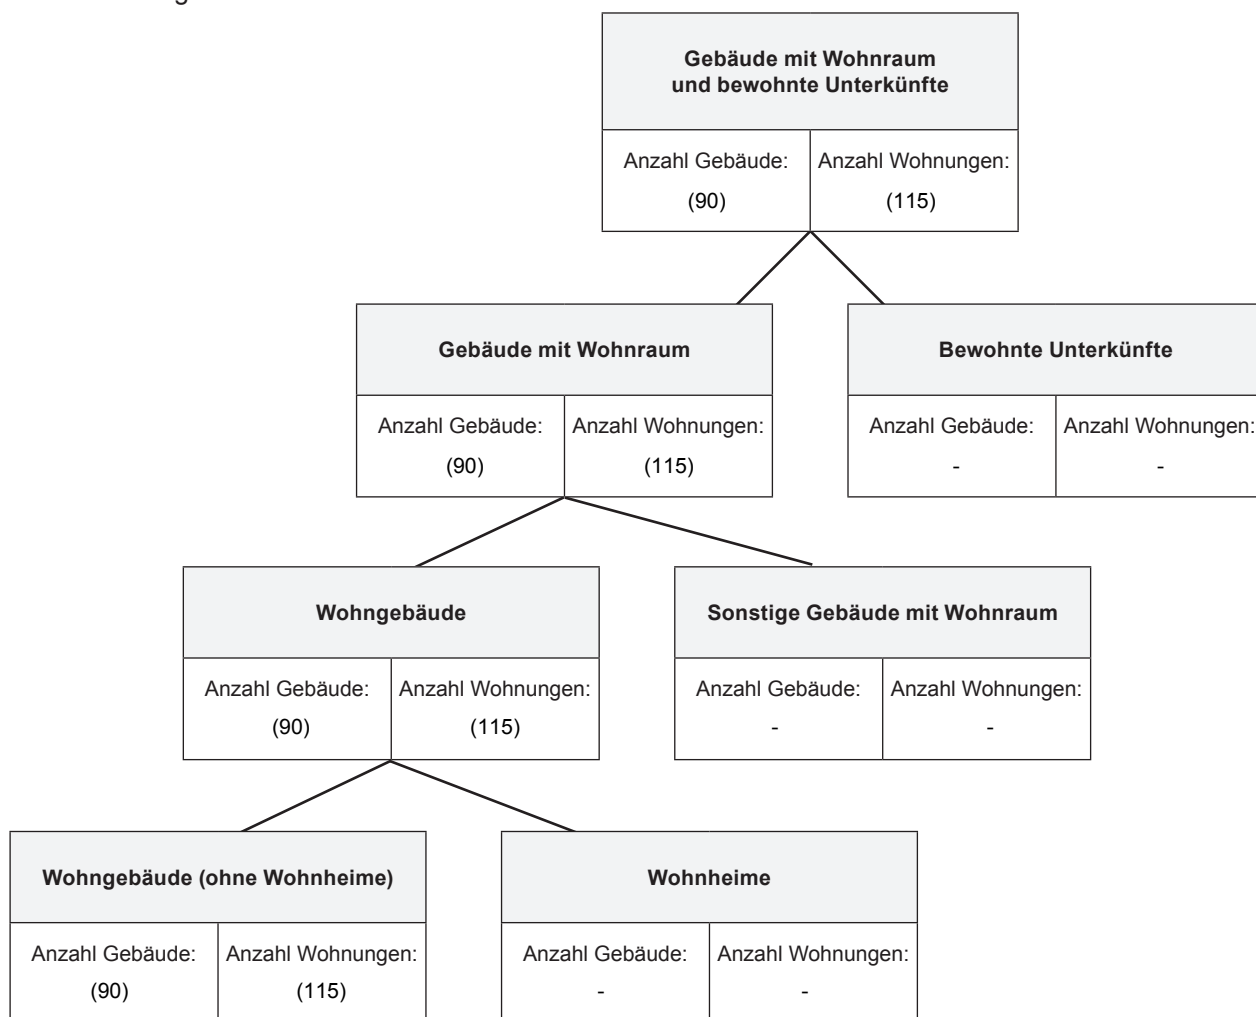 Gebäude mit Wohnraum
und bewohnte Unterkünfte
Anzahl Gebäude: Anzahl Wohnungen:
(90) (115)
Gebäude mit Wohnraum
Anzahl Gebäude: Anzahl Wohnungen:
(90) (115)
Bewohnte Unterkünfte
Anzahl Gebäude: Anzahl Wohnungen:
- -
Wohngebäude
Anzahl Gebäude: Anzahl Wohnungen:
(90) (115)
Sonstige Gebäude mit Wohnraum
Anzahl Gebäude: Anzahl Wohnungen:
- -
Wohngebäude (ohne Wohnheime)
Anzahl Gebäude: Anzahl Wohnungen:
(90) (115)
Wohnheime
Anzahl Gebäude: Anzahl Wohnungen:
- -